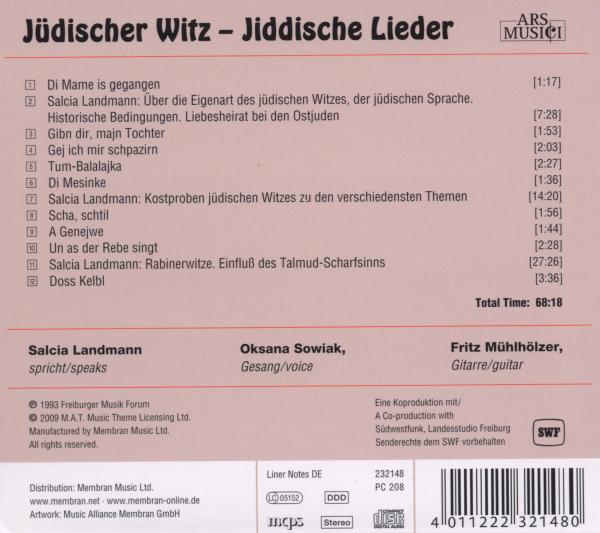 Jüdischer Witz – Jiddische Lieder
ARS
MUSICI
1 Di Mame is gegangen [1:17]
2 Salcia Landmann: Über die Eigenart des jüdischen Witzes, der jüdischen Sprache.
Historische Bedingungen. Liebesheirat bei den Ostjuden [7:28]
3 Gibn dir, majn Tochter [1:53]
4 Gej ich mir schpazirn [2:03]
5 Tum-Balalajka [2:27]
6 Di Mesinke [1:36]
7 Salcia Landmann: Kostproben jüdischen Witzes zu den verschiedensten Themen [14:20]
8 Scha, schtil [1:56]
9 A Genejwe [1:44]
10 Un as der Rebe singt [2:28]
11 Salcia Landmann: Rabinerwitze. Einfluß des Talmud-Scharfsinns [27:26]
12 Doss Kelbl [3:36]
Total Time: 68:18
Salcia Landmann
spricht/speaks
Oksana Sowiak,
Gesang/voice
Fritz Mühlhölzer,
Gitarre/guitar
℗ 1993 Freiburger Musik Forum
© 2009 M.A.T. Music Theme Licensing Ltd.
Manufactured by Membran Music Ltd.
All rights reserved.
Eine Koproduktion mit/
A Co-production with
Südwestfunk, Landesstudio Freiburg
Senderechte dem SWF vorbehalten
SWF
Distribution: Membran Music Ltd.
www.membran.net · www.membran-online.de
Artwork: Music Alliance Membran GmbH
Liner Notes DE
232148
PC 208
LC 05152
DDD
mcps
Stereo
COMPACT
disc
DIGITAL AUDIO
4 011222 321480